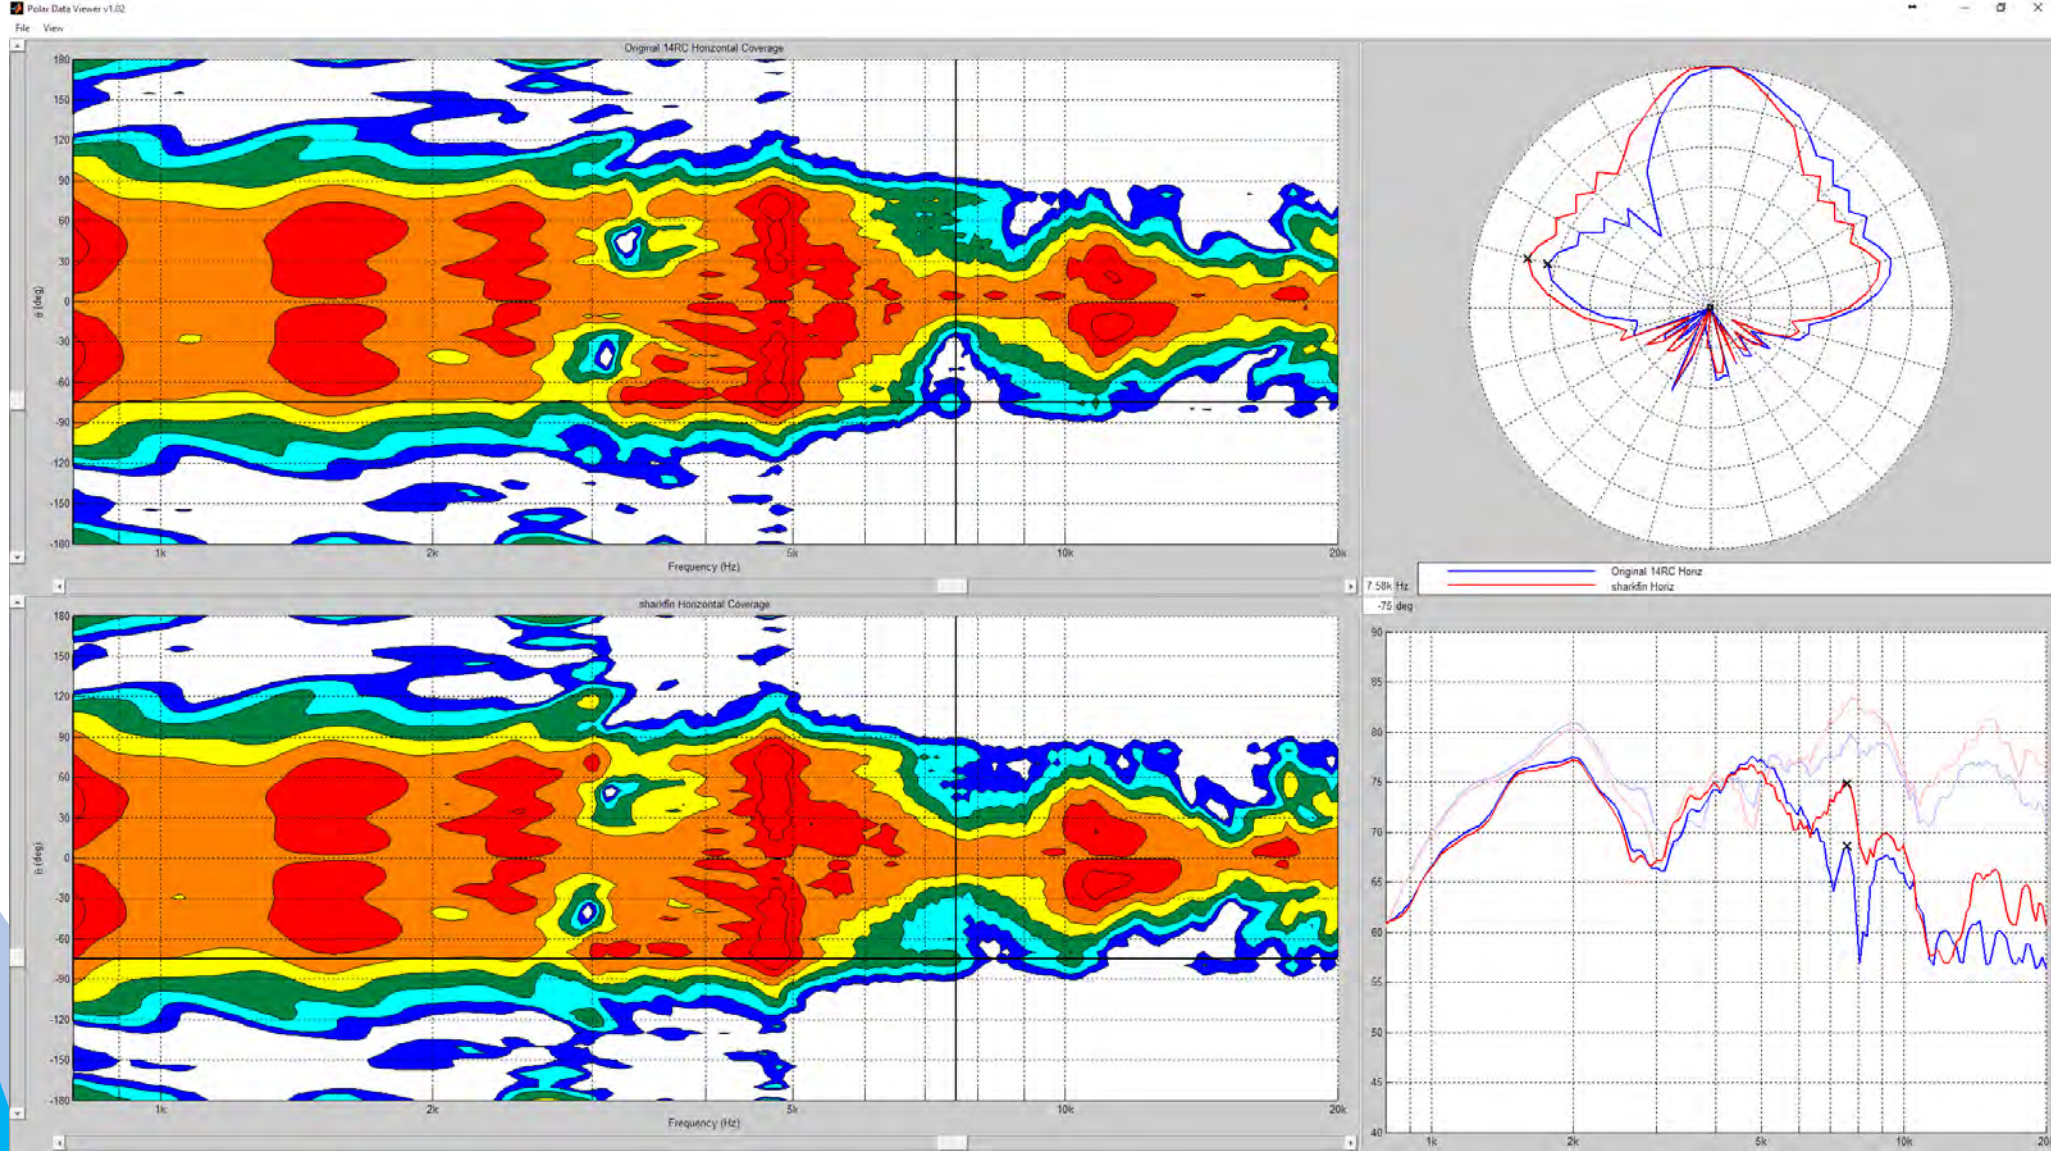 Polar Data Viewer v1.02
File View
Original 14RC Horizontal Coverage
180
150
120
90
60
30
0
-30
-60
-90
-120
-150
-180
θ (deg)
1k 2k 5k 10k 20k
Frequency (Hz)
sharkfin Horizontal Coverage
180
150
120
90
60
30
0
-30
-60
-90
-120
-150
-180
θ (deg)
1k 2k 5k 10k 20k
Frequency (Hz)
7.58k Hz
-75 deg
Original 14RC Horiz
sharkfin Horiz
90
85
80
75
70
65
60
55
50
45
40
1k 2k 5k 10k 20